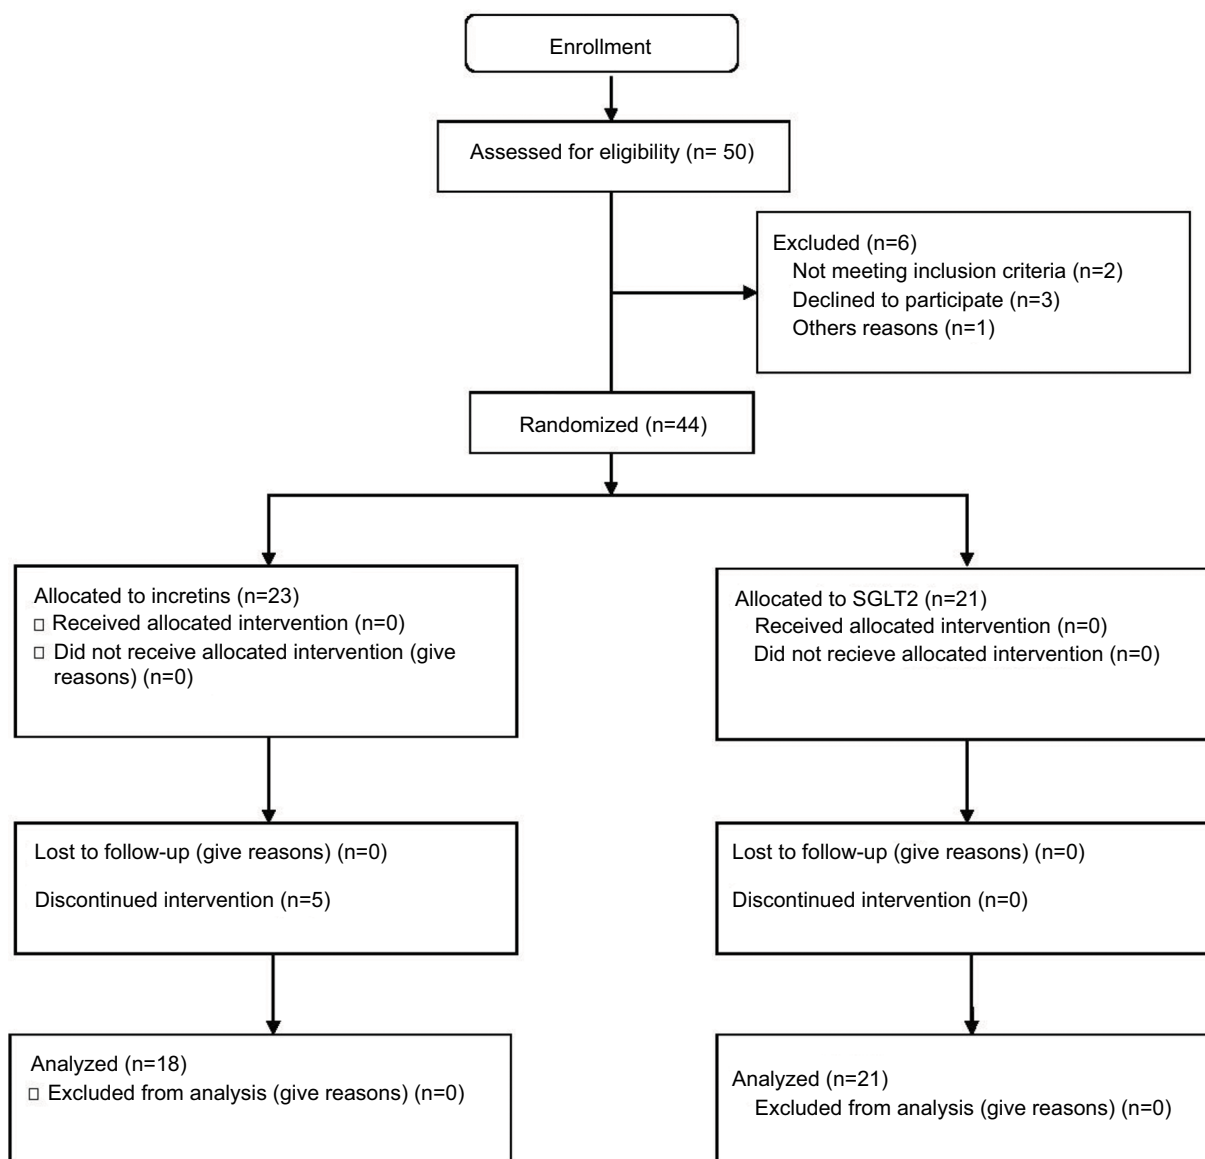 Enrollment
Assessed for eligibility (n= 50)
Excluded (n=6)
Not meeting inclusion criteria (n=2)
Declined to participate (n=3)
Others reasons (n=1)
Randomized (n=44)
Allocated to incretins (n=23)
▯ Received allocated intervention (n=0)
▯ Did not receive allocated intervention (give
reasons) (n=0)
Allocated to SGLT2 (n=21)
Received allocated intervention (n=0)
Did not recieve allocated intervention (n=0)
Lost to follow-up (give reasons) (n=0)
Discontinued intervention (n=5)
Lost to follow-up (give reasons) (n=0)
Discontinued intervention (n=0)
Analyzed (n=18)
▯ Excluded from analysis (give reasons) (n=0)
Analyzed (n=21)
Excluded from analysis (give reasons) (n=0)